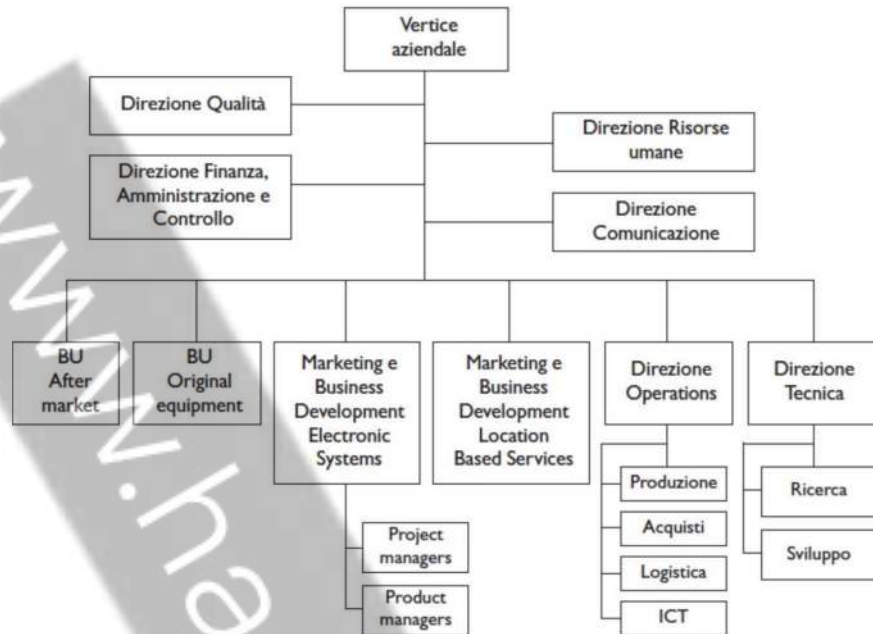 Vertice
aziendale
Direzione Qualità
Direzione Risorse
umane
Direzione Finanza,
Amministrazione e
Controllo
Direzione
Comunicazione
BU
After
market
BU
Original
equipment
Marketing e
Business
Development
Electronic
Systems
Marketing e
Business
Development
Location
Based Services
Direzione
Operations
Direzione
Tecnica
Project
managers
Product
managers
Produzione
Acquisti
Logistica
ICT
Ricerca
Sviluppo
ww.ha